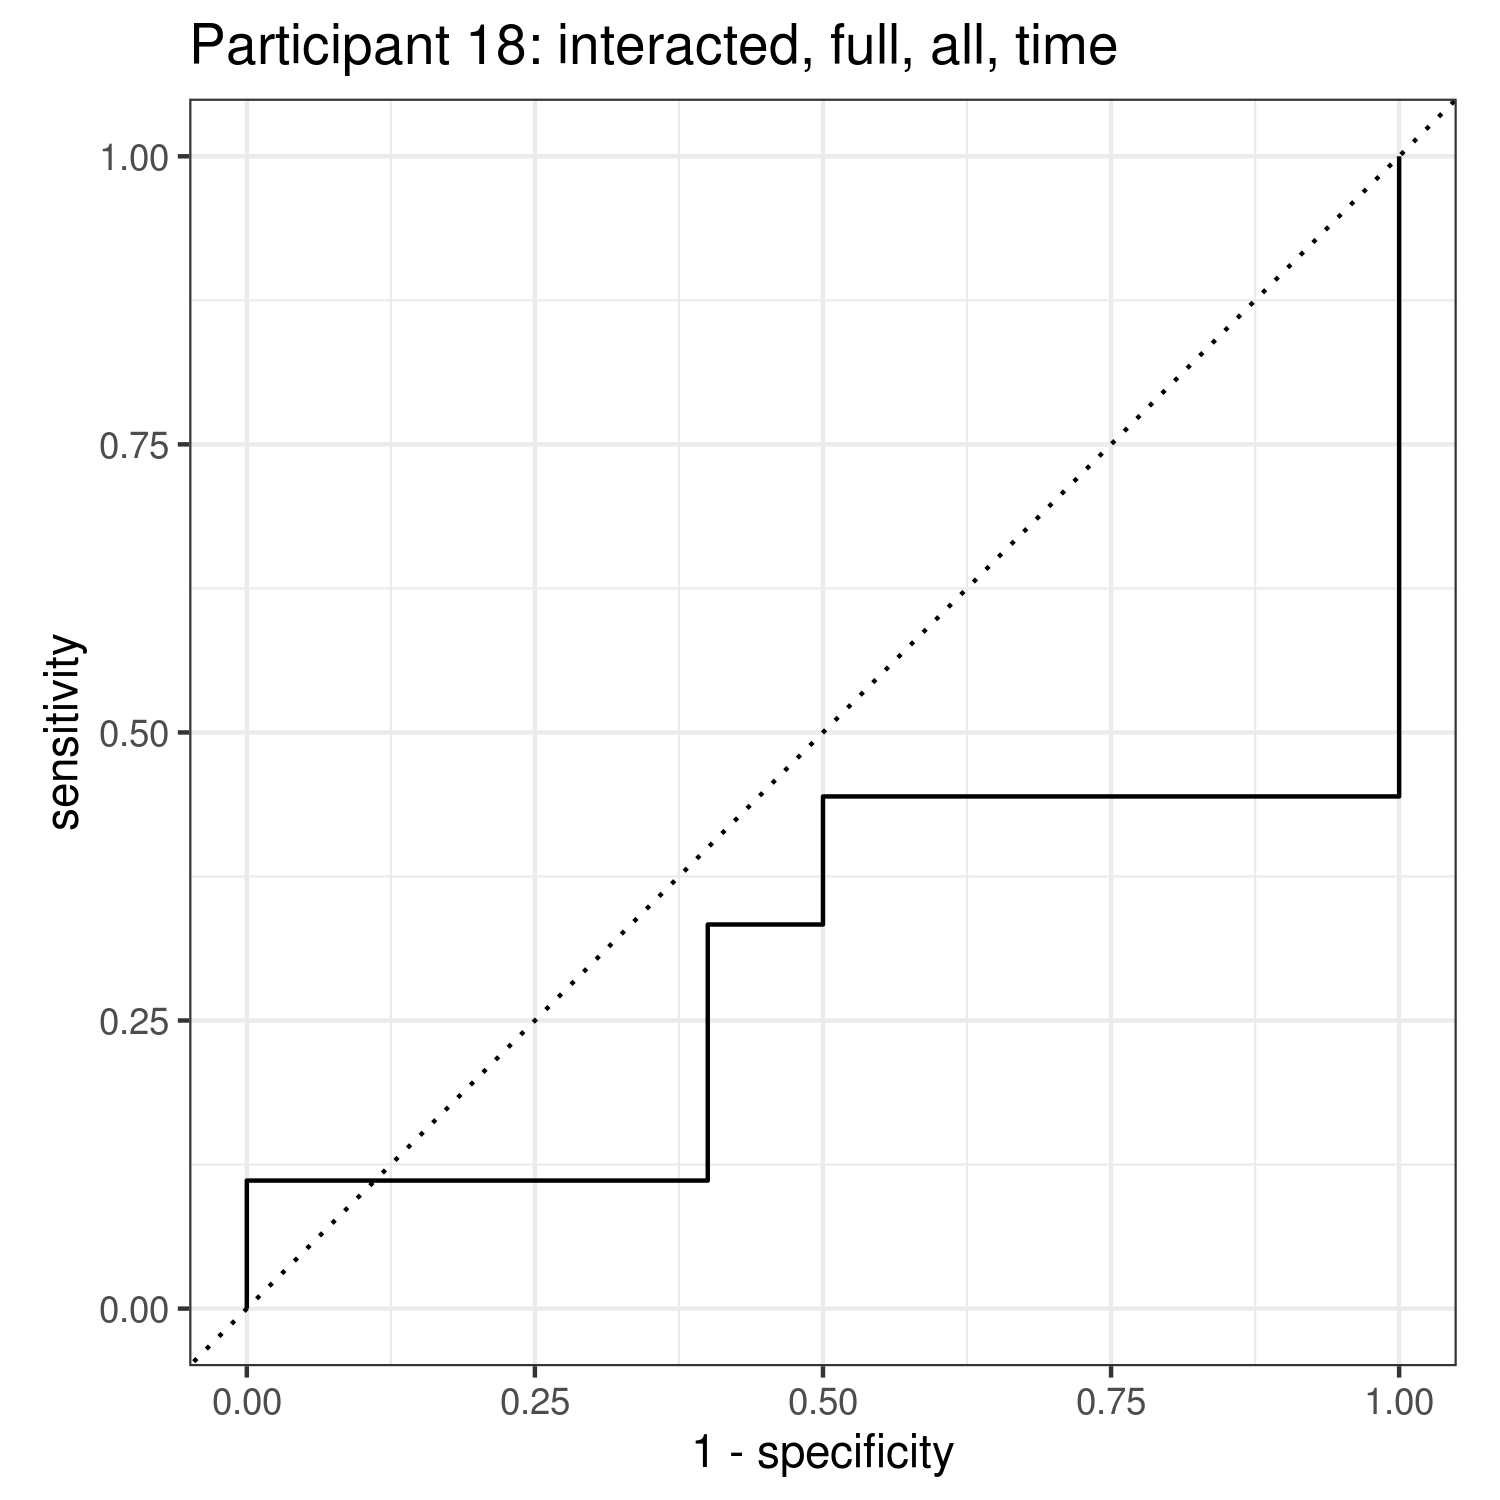 Participant 18: interacted, full, all, time
1.00
0.75
0.50
0.25
0.00
sensitivity
0.00 0.25 0.50 0.75 1.00
1 - specificity